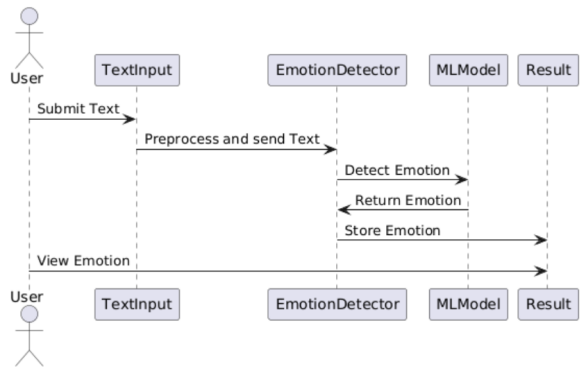 User
TextInput
EmotionDetector
MLModel
Result
Submit Text
Preprocess and send Text
Detect Emotion
Return Emotion
Store Emotion
View Emotion
User
TextInput
EmotionDetector
MLModel
Result